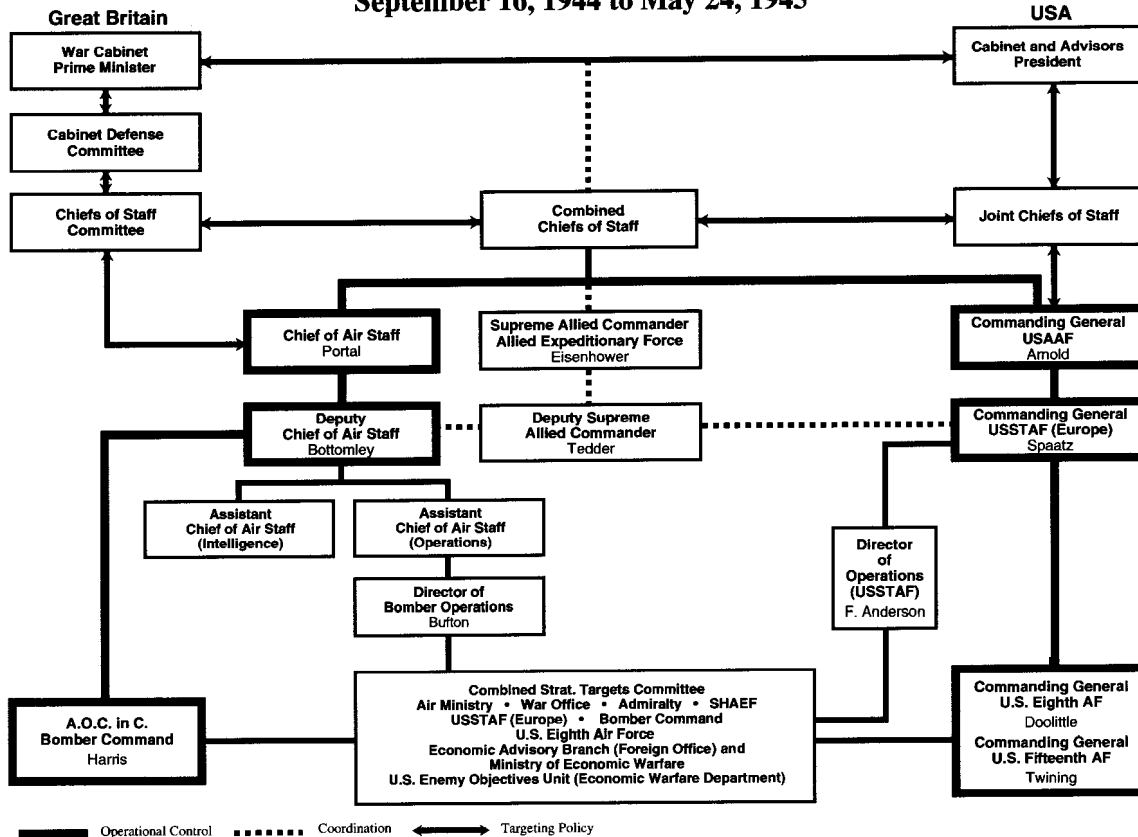 September 16, 1944 to May 24, 1945
Great Britain
USA
War Cabinet
Prime Minister
Cabinet and Advisors
President
Cabinet Defense
Committee
Chiefs of Staff
Committee
Combined
Chiefs of Staff
Joint Chiefs of Staff
Chief of Air Staff
Portal
Supreme Allied Commander
Allied Expeditionary Force
Eisenhower
Commanding General
USAAF
Arnold
Deputy
Chief of Air Staff
Bottomley
Deputy Supreme
Allied Commander
Tedder
Commanding General
USSTAF (Europe)
Spaatz
Assistant
Chief of Air Staff
(Intelligence)
Assistant
Chief of Air Staff
(Operations)
Director
of
Operations
(USSTAF)
F. Anderson
Director of
Bomber Operations
Bufton
A.O.C. in C.
Bomber Command
Harris
Combined Strat. Targets Committee
Air Ministry • War Office • Admiralty • SHAEF
USSTAF (Europe) • Bomber Command
U.S. Eighth Air Force
Economic Advisory Branch (Foreign Office) and
Ministry of Economic Warfare
U.S. Enemy Objectives Unit (Economic Warfare Department)
Commanding General
U.S. Eighth AF
Doolittle
Commanding General
U.S. Fifteenth AF
Twining
Operational Control
Coordination
Targeting Policy